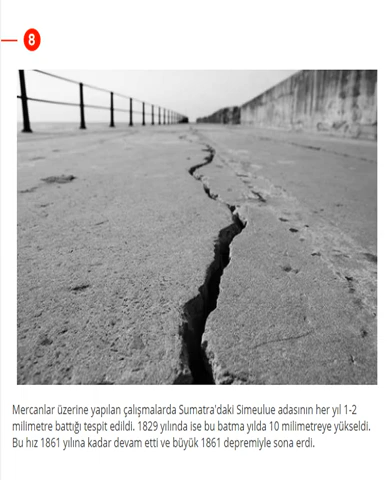 8
Mercanlar üzerine yapılan çalışmalarda Sumatra'daki Simeulue adasının her yıl 1-2
milimetre battığı tespit edildi. 1829 yılında ise bu batma yılda 10 milimetreye yükseldi.
Bu hız 1861 yılına kadar devam etti ve büyük 1861 depremiyle sona erdi.